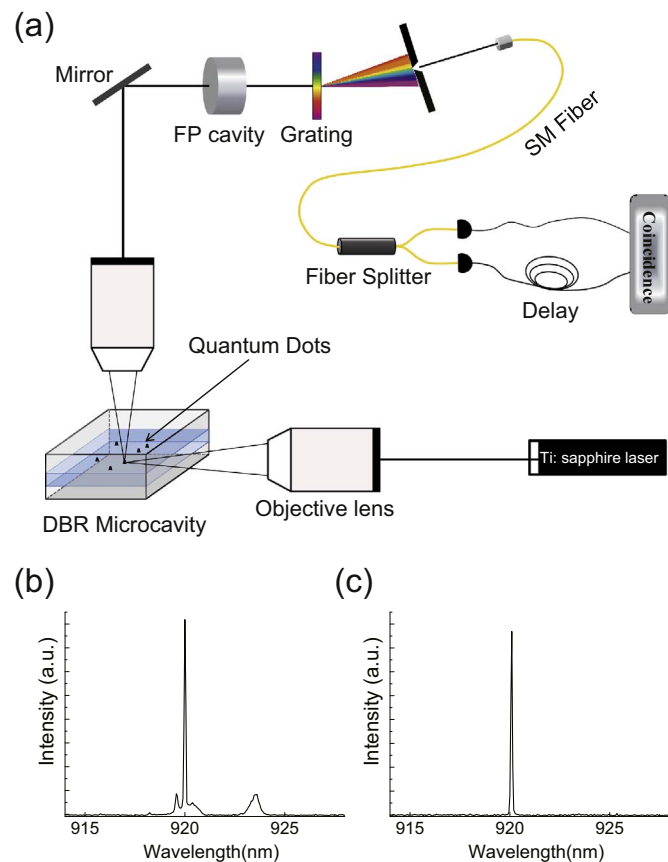 (a)
Mirror
FP cavity
Grating
SM Fiber
Fiber Splitter
Delay
Coincidence
Quantum Dots
DBR Microcavity
Objective lens
Ti: sapphire laser
(b)
Intensity (a.u.)
915 920 925
Wavelength(nm)
(c)
Intensity (a.u.)
915 920 925
Wavelength(nm)